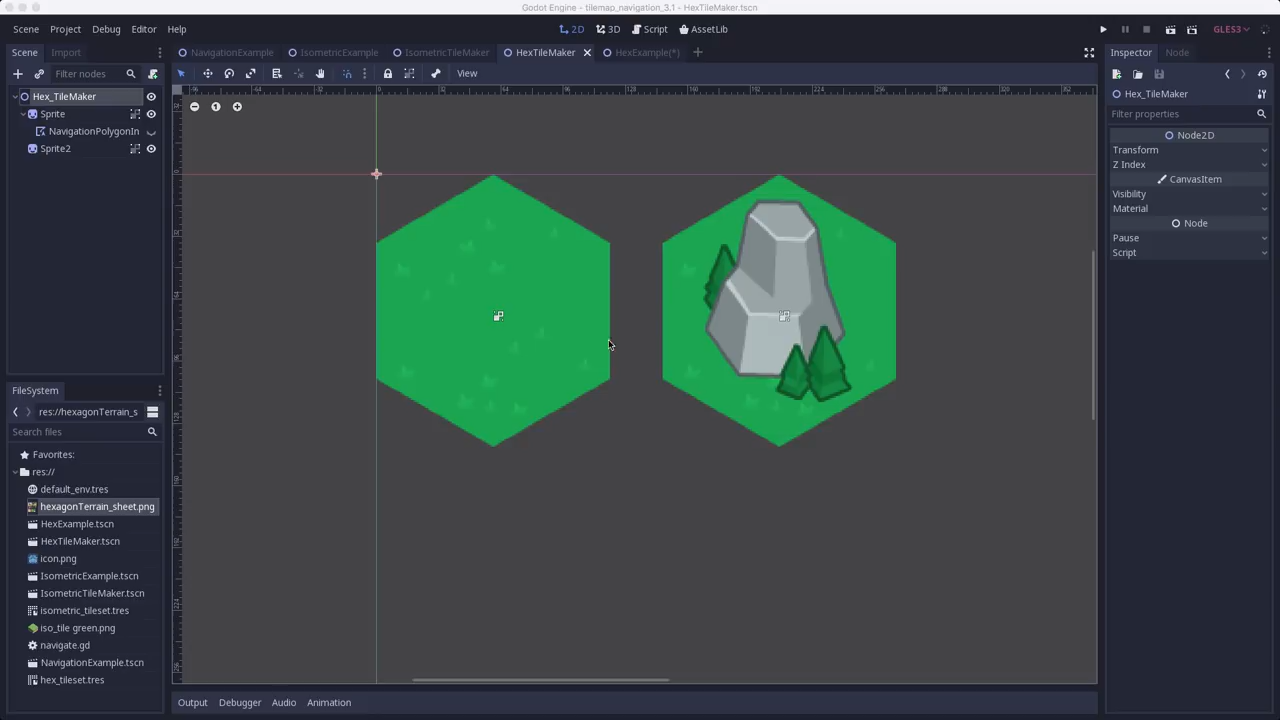 Godot Engine - tilemap_navigation_3.1 - HexTileMaker.tscn
Scene Project Debug Editor Help
2D 3D Script AssetLib
GLES3
Scene Import
NavigationExample IsometricExample IsometricTileMaker HexTileMaker HexExample(*)
Inspector Node
Filter nodes
View
Hex_TileMaker
Sprite
NavigationPolygonIn
Sprite2
Hex_TileMaker
Filter properties
Node2D
Transform
Z Index
CanvasItem
Visibility
Material
Node
Pause
Script
FileSystem
res://hexagonTerrain_s
Search files
Favorites:
res://
default_env.tres
hexagonTerrain_sheet.png
HexExample.tscn
HexTileMaker.tscn
icon.png
IsometricExample.tscn
IsometricTileMaker.tscn
isometric_tileset.tres
iso_tile green.png
navigate.gd
NavigationExample.tscn
hex_tileset.tres
Output Debugger Audio Animation